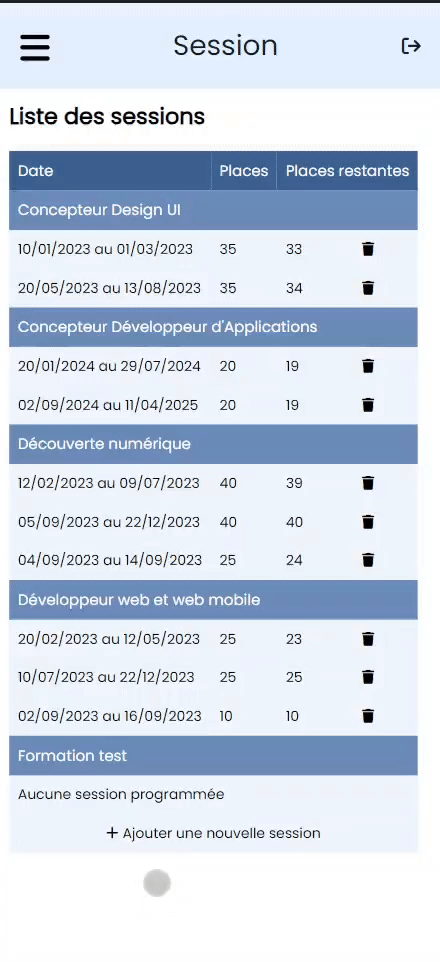 Session
Liste des sessions
Date Places Places restantes
Concepteur Design UI
10/01/2023 au 01/03/2023 35 33
20/05/2023 au 13/08/2023 35 34
Concepteur Développeur d'Applications
20/01/2024 au 29/07/2024 20 19
02/09/2024 au 11/04/2025 20 19
Découverte numérique
12/02/2023 au 09/07/2023 40 39
05/09/2023 au 22/12/2023 40 40
04/09/2023 au 14/09/2023 25 24
Développeur web et web mobile
20/02/2023 au 12/05/2023 25 23
10/07/2023 au 22/12/2023 25 25
02/09/2023 au 16/09/2023 10 10
Formation test
Aucune session programmée
+ Ajouter une nouvelle session